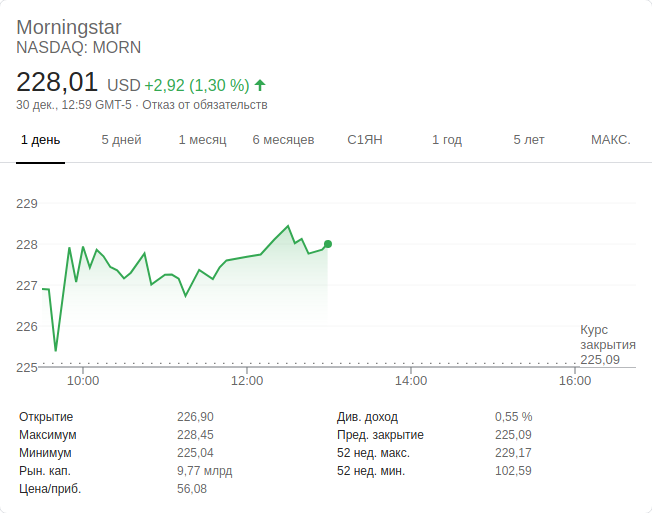 Morningstar
NASDAQ: MORN
228,01 USD +2,92 (1,30 %)
30 дек., 12:59 GMT-5 · Отказ от обязательств
1 день 5 дней 1 месяц 6 месяцев С1ЯН 1 год 5 лет МАКС.
229
228
227
226
225
Курс
закрытия
225,09
10:00 12:00 14:00 16:00
Открытие 226,90 Див. доход 0,55 %
Максимум 228,45 Пред. закрытие 225,09
Минимум 225,04 52 нед. макс. 229,17
Рын. кап. 9,77 млрд 52 нед. мин. 102,59
Цена/приб. 56,08